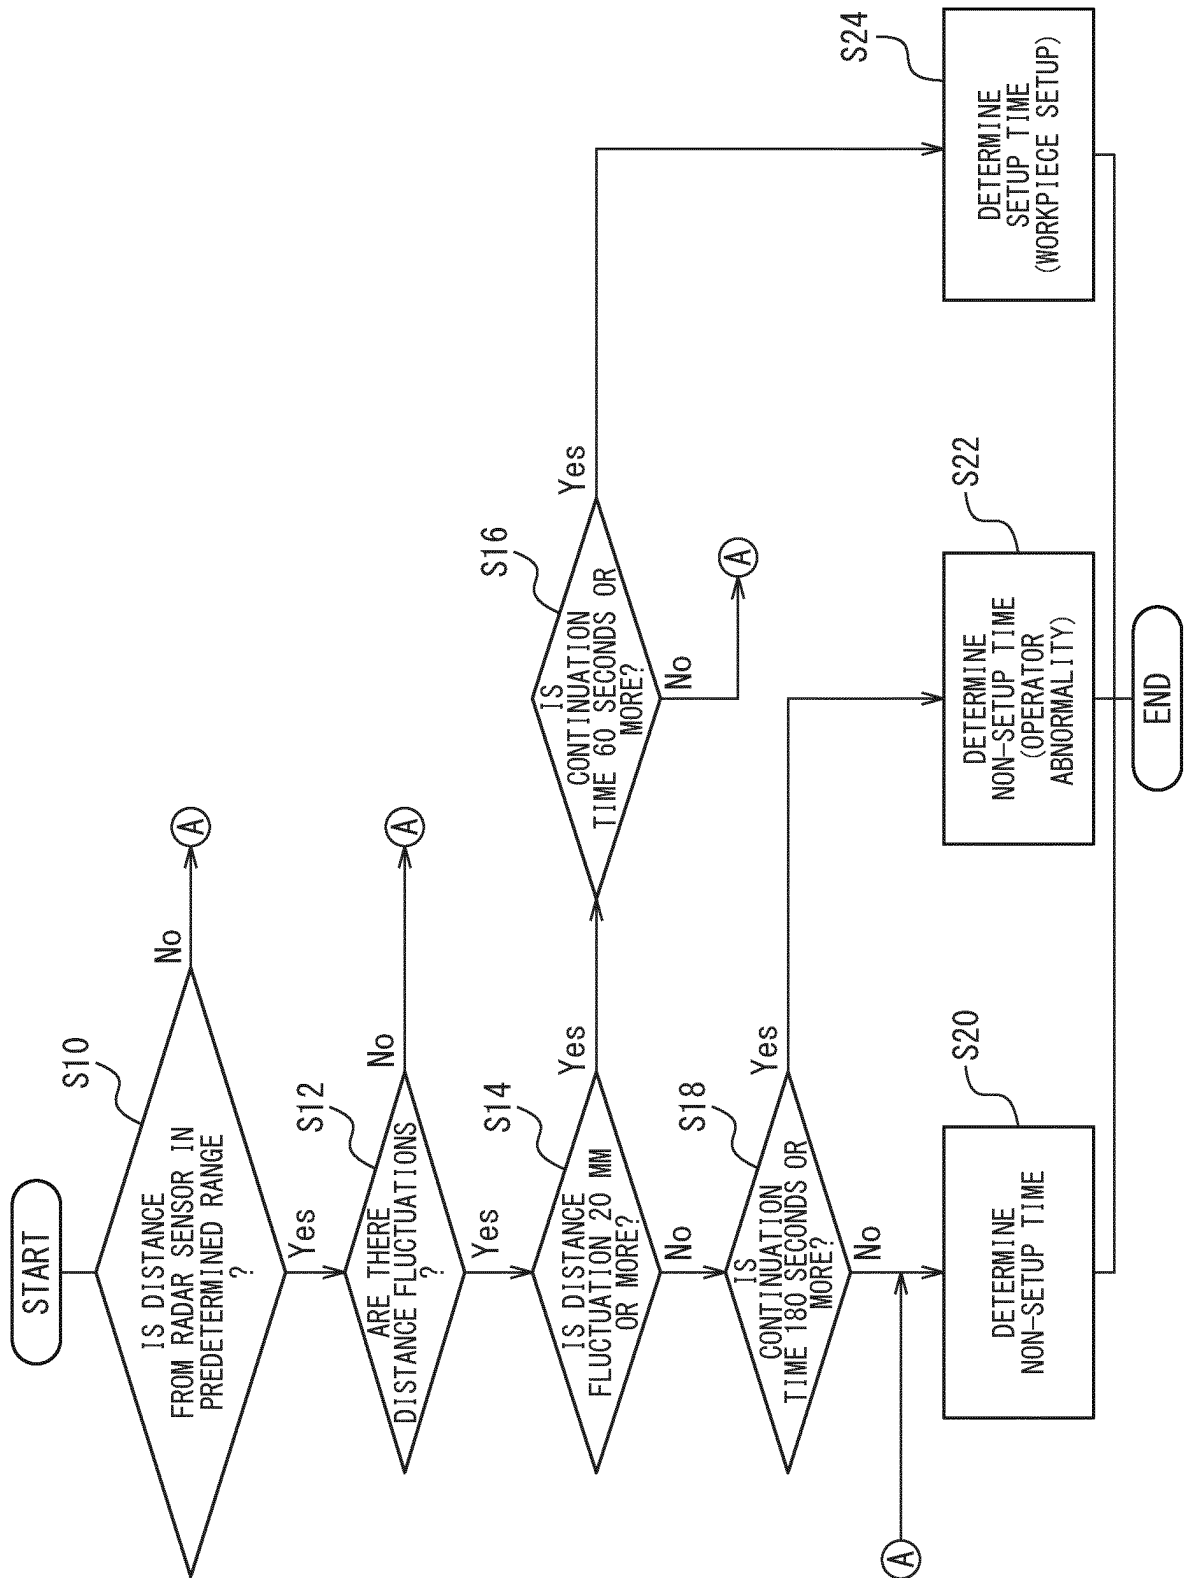 START
S10
IS DISTANCE
FROM RADAR SENSOR IN
PREDETERMINED RANGE
?
No
A
Yes
S12
ARE THERE
DISTANCE FLUCTUATIONS
?
No
A
Yes
S14
IS DISTANCE
FLUCTUATION 20 MM
OR MORE?
Yes
S16
IS
CONTINUATION
TIME 60 SECONDS OR
MORE?
Yes
No
A
No
S18
IS
CONTINUATION
TIME 180 SECONDS OR
MORE?
Yes
No
A
S20
DETERMINE
NON-SETUP TIME
S22
DETERMINE
NON-SETUP TIME
(OPERATOR
ABNORMALITY)
S24
DETERMINE
SETUP TIME
(WORKPIECE SETUP)
END